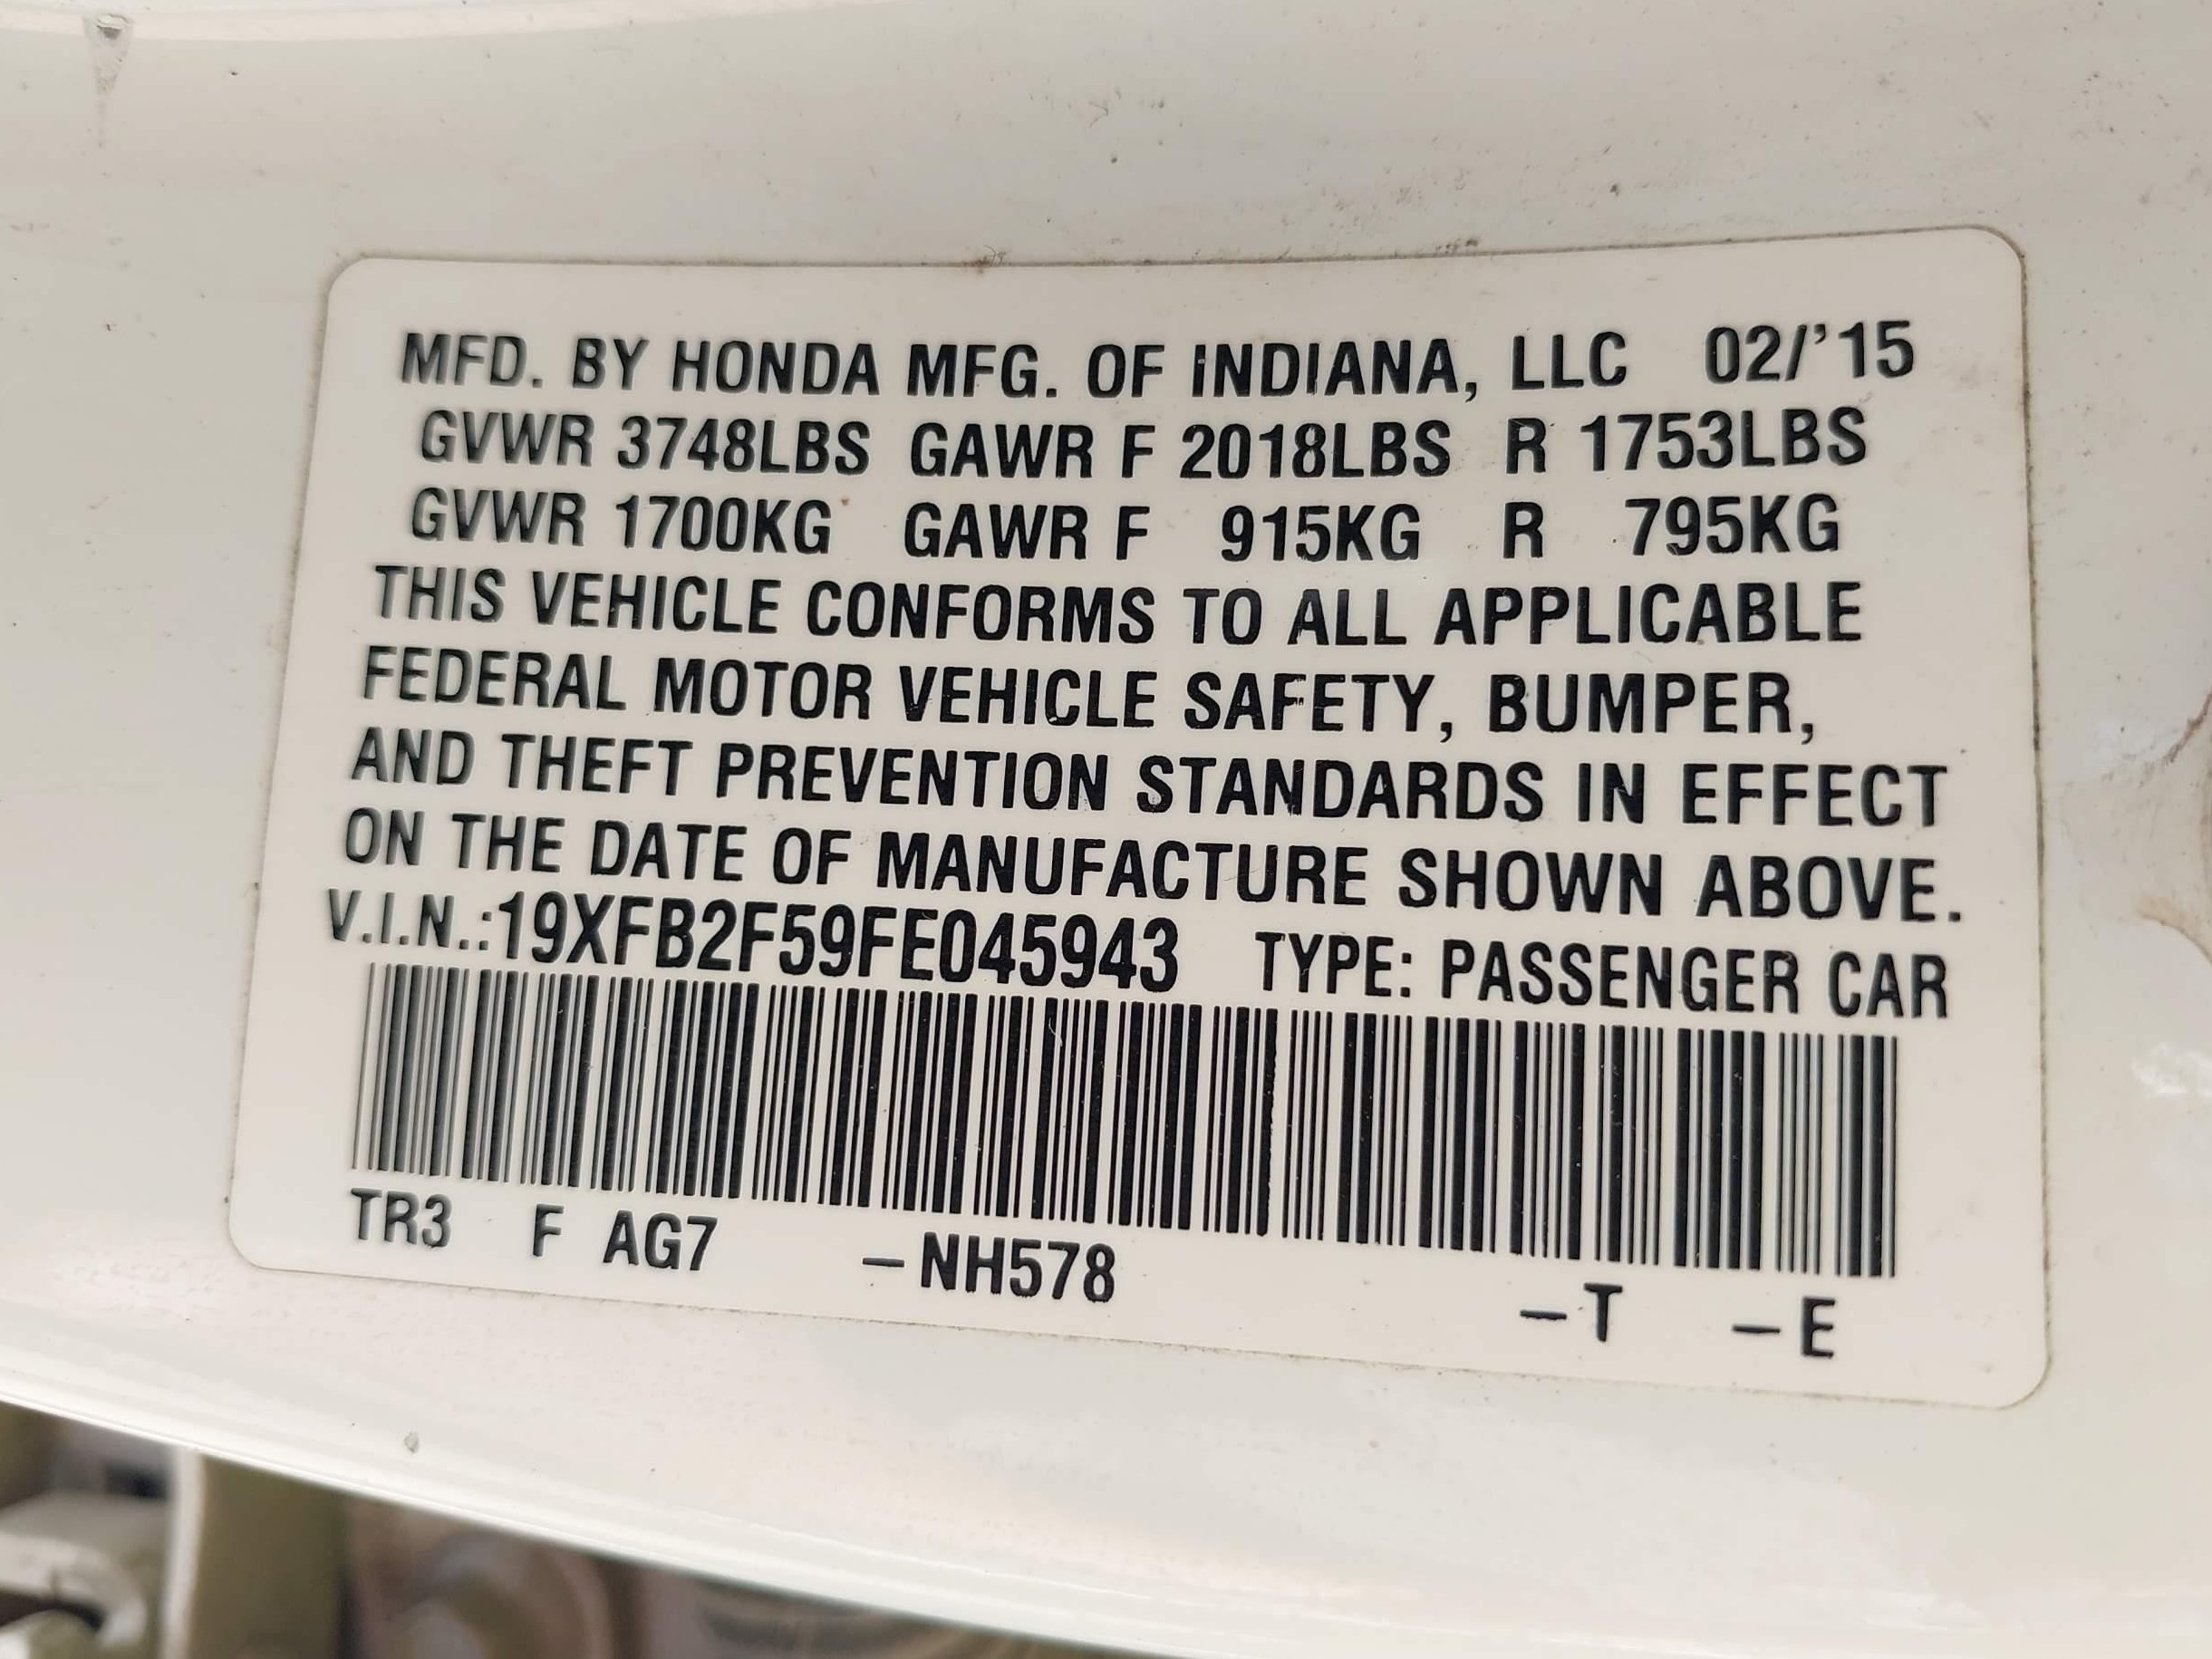 MFD. BY HONDA MFG. OF INDIANA, LLC 02/'15
GVWR 3748LBS GAWR F 2018LBS R 1753LBS
GVWR 1700KG GAWR F 915KG R 795KG
THIS VEHICLE CONFORMS TO ALL APPLICABLE
FEDERAL MOTOR VEHICLE SAFETY, BUMPER,
AND THEFT PREVENTION STANDARDS IN EFFECT
ON THE DATE OF MANUFACTURE SHOWN ABOVE.
V.I.N.:19XFB2F59FE045943 TYPE: PASSENGER CAR
TR3 F AG7 –NH578 –T –E